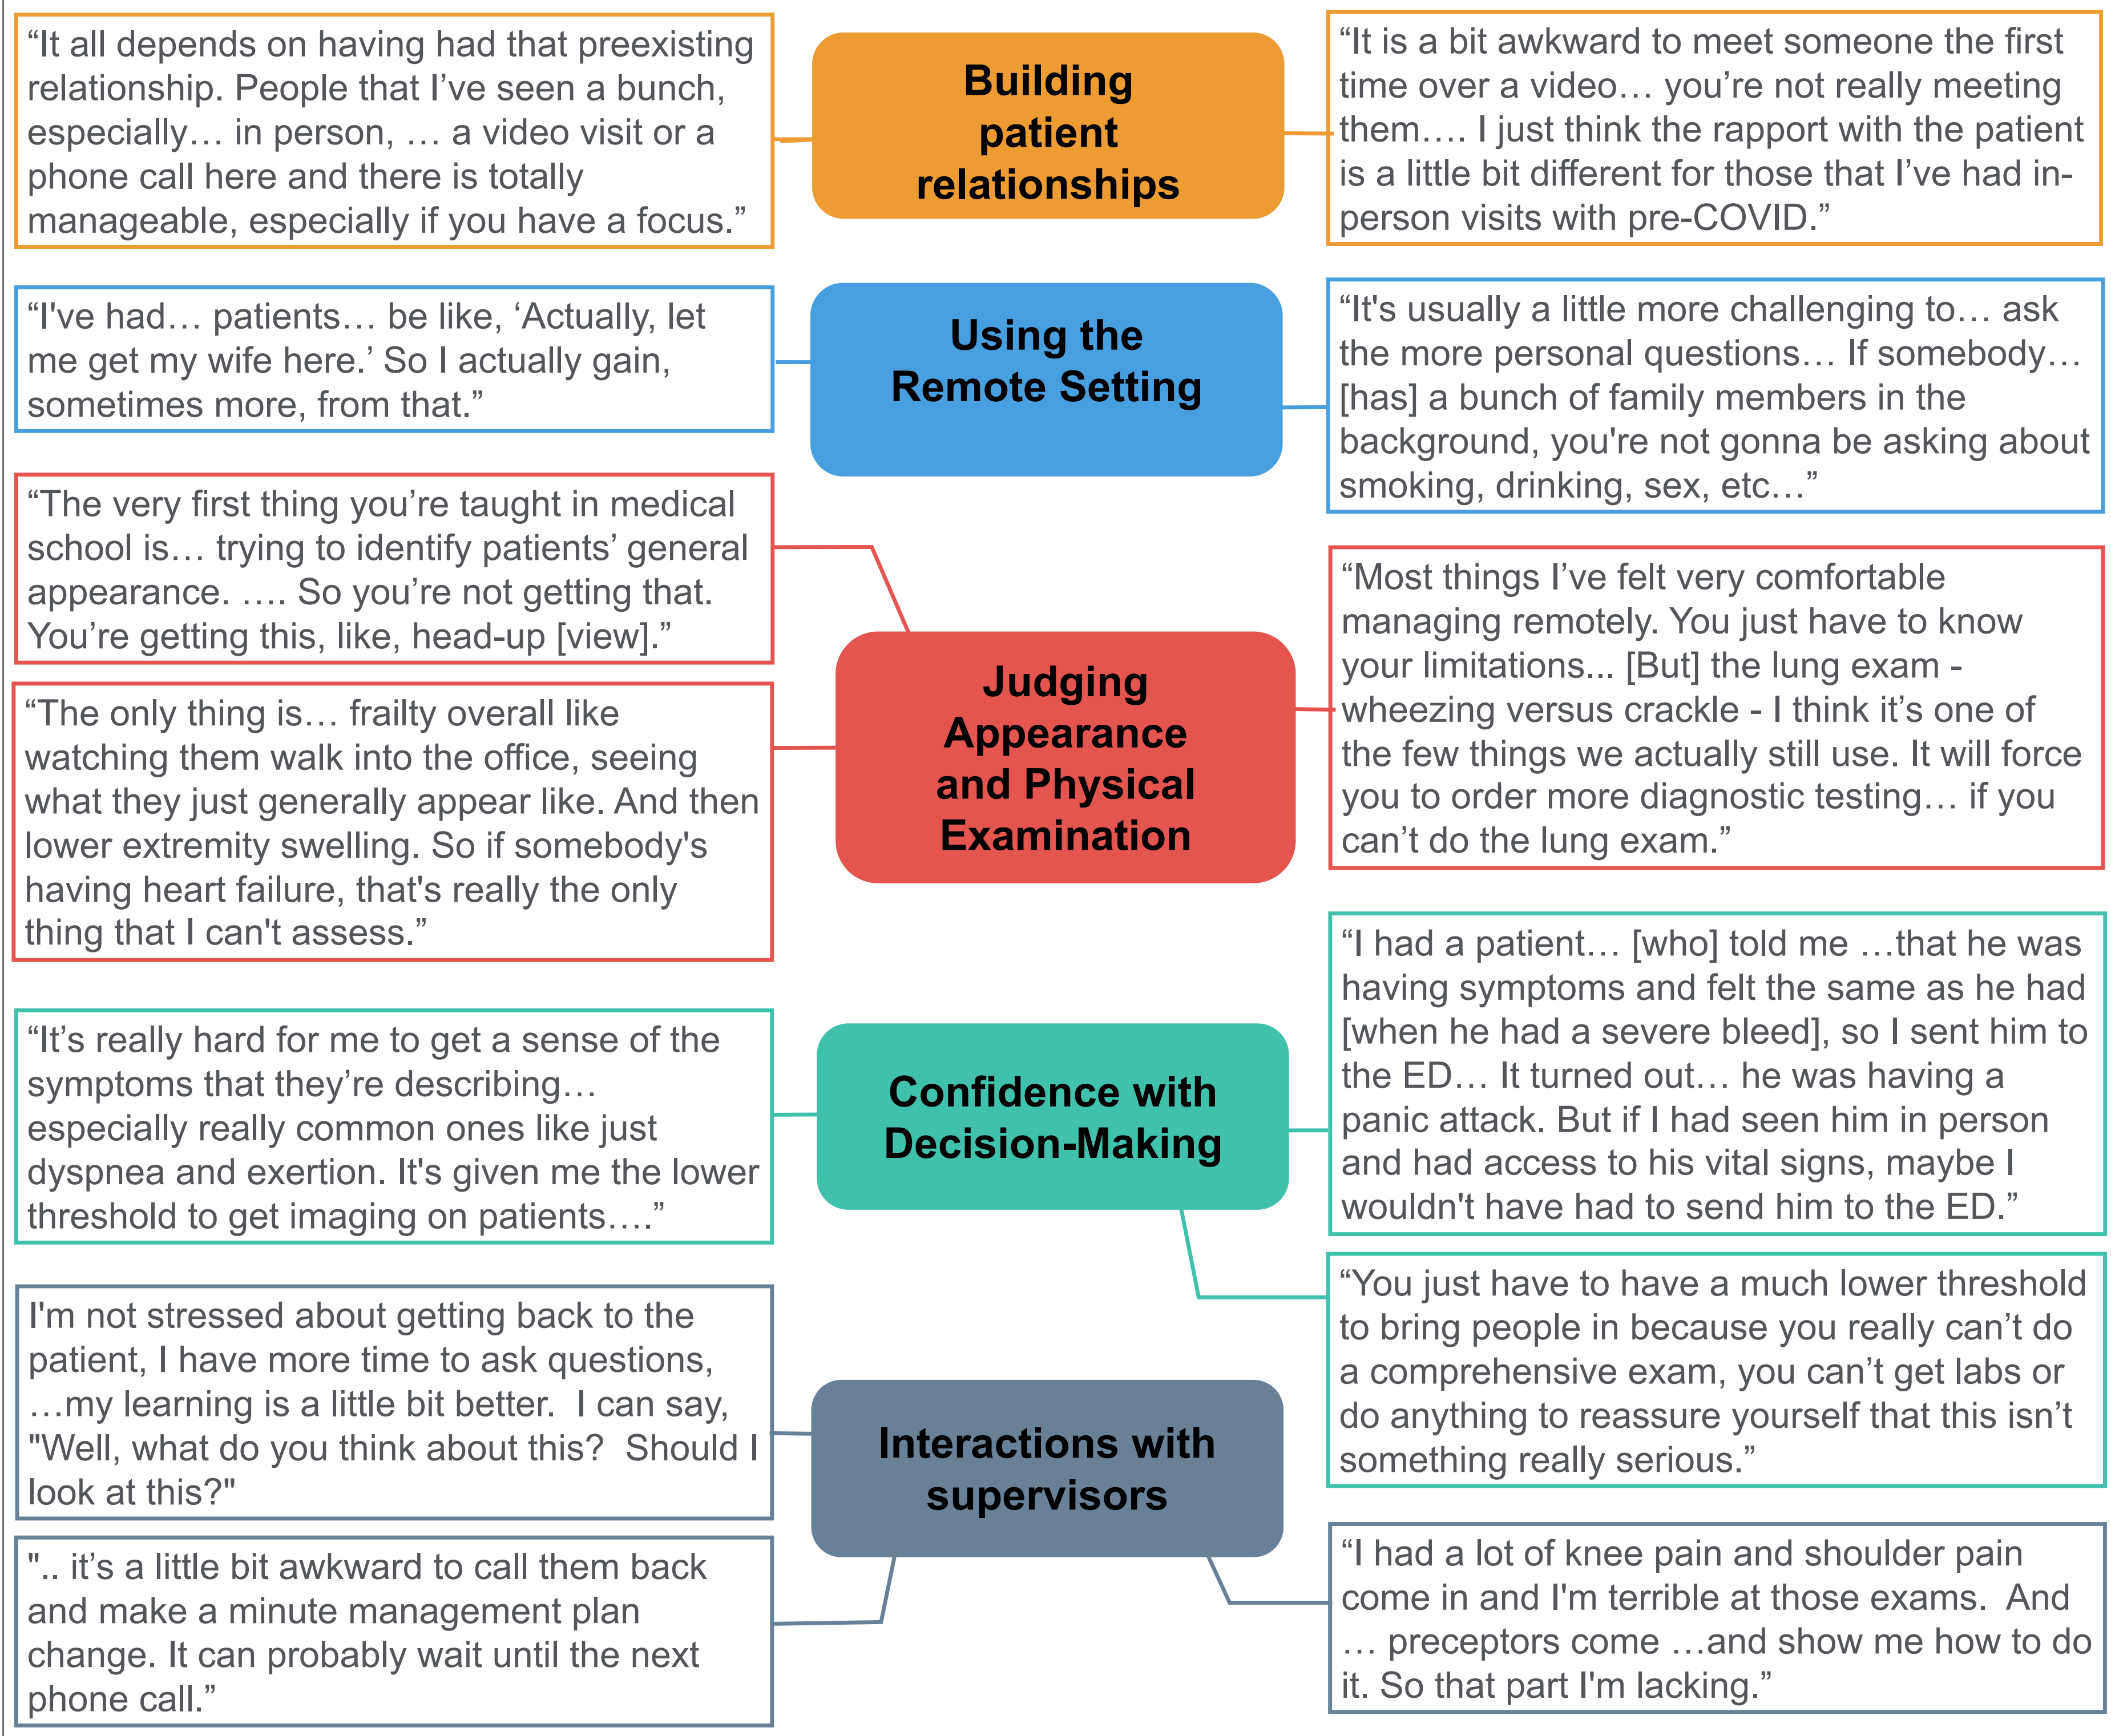 “It all depends on having had that preexisting
relationship. People that I’ve seen a bunch,
especially… in person, … a video visit or a
phone call here and there is totally
manageable, especially if you have a focus.”
Building
patient
relationships
“It is a bit awkward to meet someone the first
time over a video… you’re not really meeting
them…. I just think the rapport with the patient
is a little bit different for those that I’ve had in-
person visits with pre-COVID.”
“I've had… patients… be like, ‘Actually, let
me get my wife here.’ So I actually gain,
sometimes more, from that.”
Using the
Remote Setting
“It's usually a little more challenging to… ask
the more personal questions… If somebody…
[has] a bunch of family members in the
background, you're not gonna be asking about
smoking, drinking, sex, etc…”
“The very first thing you’re taught in medical
school is… trying to identify patients’ general
appearance. …. So you’re not getting that.
You’re getting this, like, head-up [view].”
“The only thing is… frailty overall like
watching them walk into the office, seeing
what they just generally appear like. And then
lower extremity swelling. So if somebody's
having heart failure, that's really the only
thing that I can't assess.”
Judging
Appearance
and Physical
Examination
“Most things I’ve felt very comfortable
managing remotely. You just have to know
your limitations... [But] the lung exam -
wheezing versus crackle - I think it’s one of
the few things we actually still use. It will force
you to order more diagnostic testing… if you
can’t do the lung exam.”
“It’s really hard for me to get a sense of the
symptoms that they’re describing…
especially really common ones like just
dyspnea and exertion. It's given me the lower
threshold to get imaging on patients….”
Confidence with
Decision-Making
“I had a patient… [who] told me …that he was
having symptoms and felt the same as he had
[when he had a severe bleed], so I sent him to
the ED… It turned out… he was having a
panic attack. But if I had seen him in person
and had access to his vital signs, maybe I
wouldn't have had to send him to the ED.”
“You just have to have a much lower threshold
to bring people in because you really can’t do
a comprehensive exam, you can’t get labs or
do anything to reassure yourself that this isn’t
something really serious.”
I'm not stressed about getting back to the
patient, I have more time to ask questions,
…my learning is a little bit better.  I can say,
"Well, what do you think about this?  Should I
look at this?"
".. it’s a little bit awkward to call them back
and make a minute management plan
change. It can probably wait until the next
phone call.”
Interactions with
supervisors
“I had a lot of knee pain and shoulder pain
come in and I'm terrible at those exams.  And
… preceptors come …and show me how to do
it. So that part I'm lacking.”